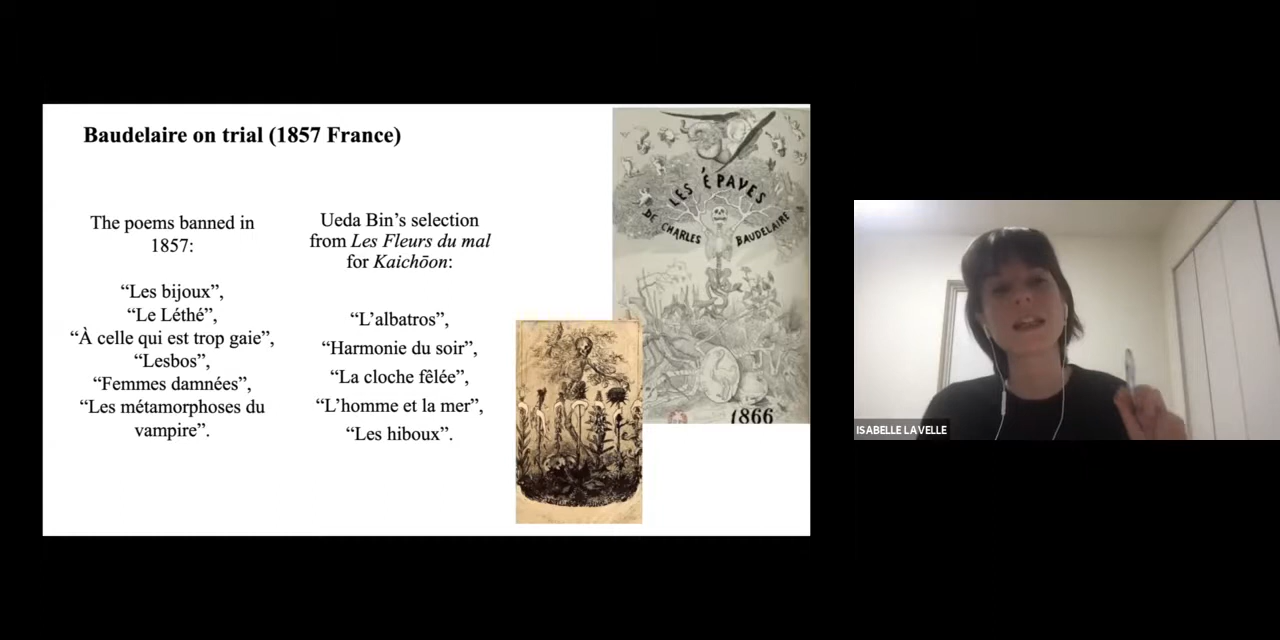 Baudelaire on trial (1857 France)
The poems banned in
1857:
“Les bijoux”,
“Le Léthé”,
“À celle qui est trop gaie”,
“Lesbos”,
“Femmes damnées”,
“Les métamorphoses du
vampire”.
Ueda Bin’s selection
from Les Fleurs du mal
for Kaichōon:
“L’albatros”,
“Harmonie du soir”,
“La cloche fêlée”,
“L’homme et la mer”,
“Les hiboux”.
LES ÉPAVES
DE CHARLES BAUDELAIRE
1866
ISABELLE LAVELLE